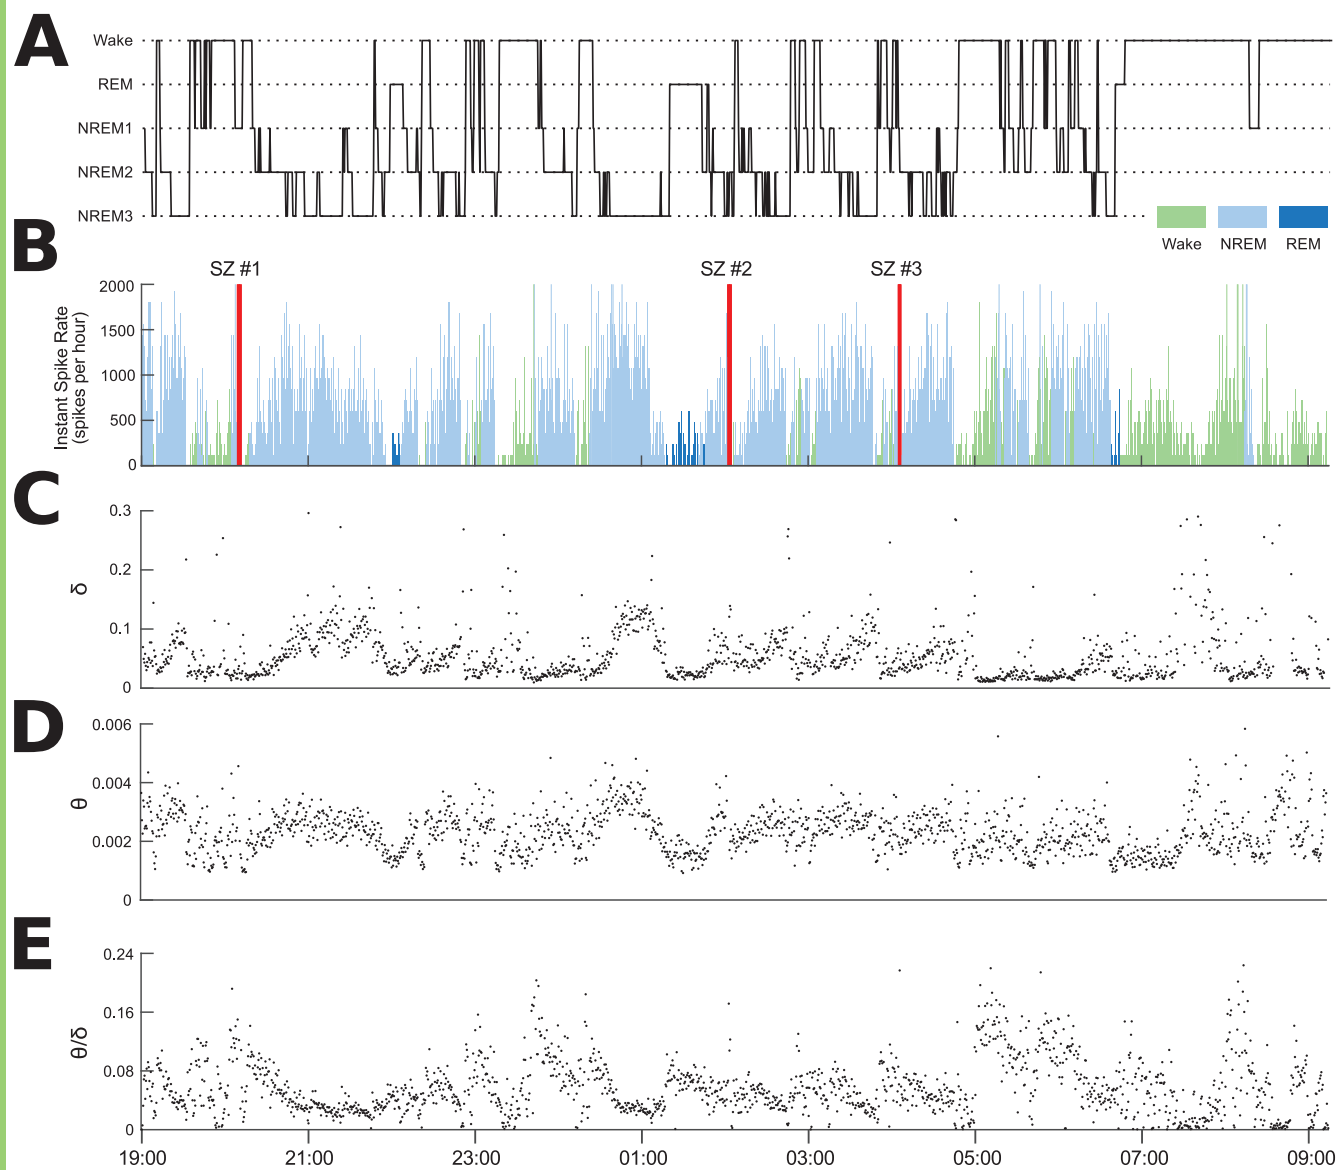 A
Wake
REM
NREM1
NREM2
NREM3
Wake NREM REM
B
SZ #1 SZ #2 SZ #3
Instant Spike Rate
(spikes per hour)
2000
1500
1000
500
0
C
δ
0.3
0.2
0.1
0
D
θ
0.006
0.004
0.002
0
E
θ/δ
0.24
0.16
0.08
0
19:00 21:00 23:00 01:00 03:00 05:00 07:00 09:00